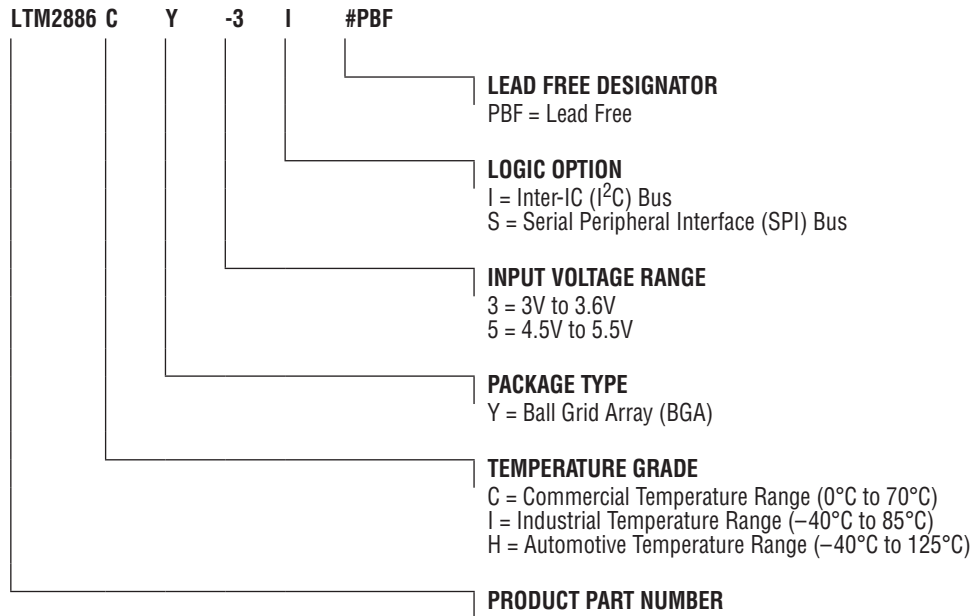 LTM2886 C Y -3 I #PBF
LEAD FREE DESIGNATOR
PBF = Lead Free
LOGIC OPTION
I = Inter-IC (I²C) Bus
S = Serial Peripheral Interface (SPI) Bus
INPUT VOLTAGE RANGE
3 = 3V to 3.6V
5 = 4.5V to 5.5V
PACKAGE TYPE
Y = Ball Grid Array (BGA)
TEMPERATURE GRADE
C = Commercial Temperature Range (0°C to 70°C)
I = Industrial Temperature Range (–40°C to 85°C)
H = Automotive Temperature Range (–40°C to 125°C)
PRODUCT PART NUMBER